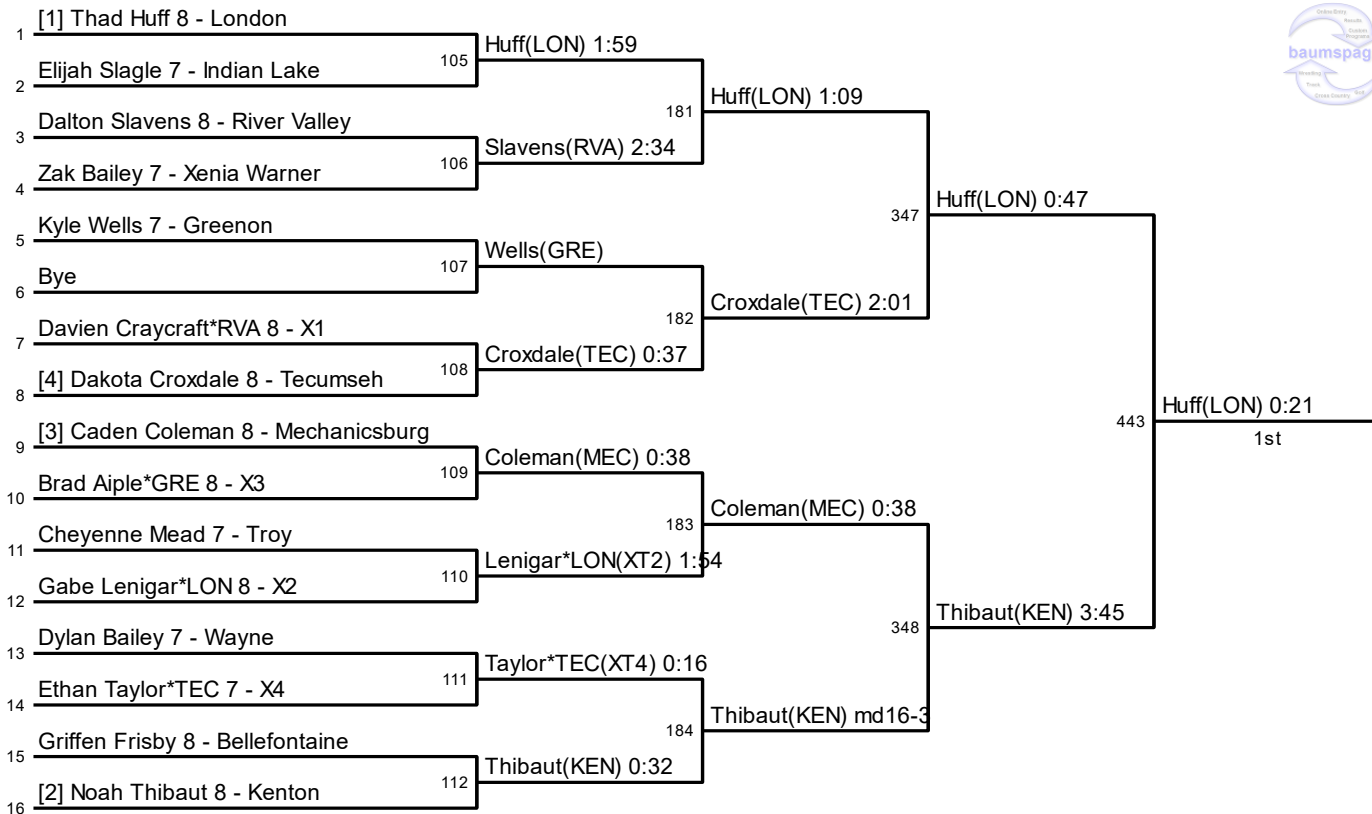 1 [1] Thad Huff 8 - London
2 Elijah Slagle 7 - Indian Lake
3 Dalton Slavens 8 - River Valley
4 Zak Bailey 7 - Xenia Warner
5 Kyle Wells 7 - Greenon
6 Bye
7 Davien Craycraft*RVA 8 - X1
8 [4] Dakota Croxdale 8 - Tecumseh
9 [3] Caden Coleman 8 - Mechanicsburg
10 Brad Aiple*GRE 8 - X3
11 Cheyenne Mead 7 - Troy
12 Gabe Lenigar*LON 8 - X2
13 Dylan Bailey 7 - Wayne
14 Ethan Taylor*TEC 7 - X4
15 Griffen Frisby 8 - Bellefontaine
16 [2] Noah Thibaut 8 - Kenton
105 Huff(LON) 1:59
106 Slavens(RVA) 2:34
107 Wells(GRE)
108 Croxdale(TEC) 0:37
109 Coleman(MEC) 0:38
110 Lenigar*LON(XT2) 1:54
111 Taylor*TEC(XT4) 0:16
112 Thibaut(KEN) 0:32
181 Huff(LON) 1:09
182 Croxdale(TEC) 2:01
183 Coleman(MEC) 0:38
184 Thibaut(KEN) md16-3
347 Huff(LON) 0:47
348 Thibaut(KEN) 3:45
443 Huff(LON) 0:21
1st
baumspag